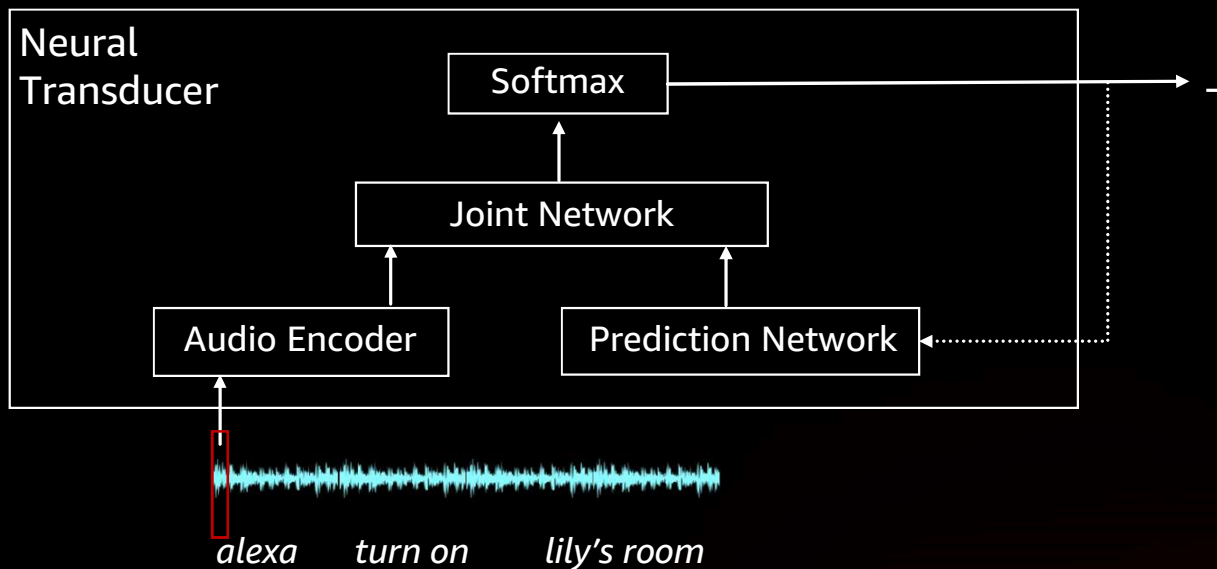 Neural
Transducer
Softmax
_
Joint Network
Audio Encoder
Prediction Network
alexa turn on lily's room